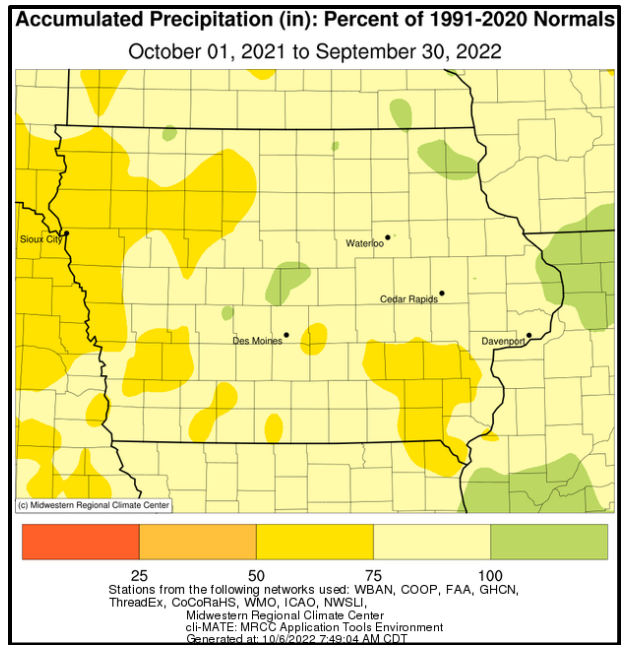 Accumulated Precipitation (in): Percent of 1991-2020 Normals
October 01, 2021 to September 30, 2022
Sioux City
Waterloo
Cedar Rapids
Des Moines
Davenport
(c) Midwestern Regional Climate Center
25 50 75 100
Stations from the following networks used: WBAN, COOP, FAA, GHCN,
ThreadEx, CoCoRaHS, WMO, ICAO, NWSLI,
Midwestern Regional Climate Center
cli-MATE: MRCC Application Tools Environment
Generated at: 10/6/2022 7:49:04 AM CDT